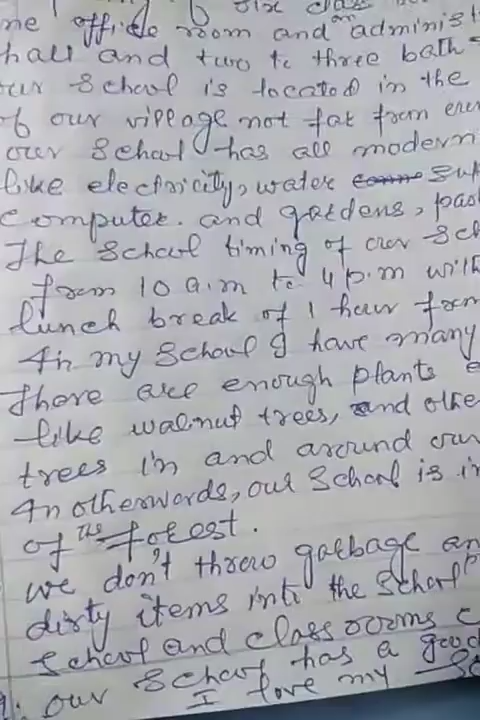 one office room and an administ
hall and two to three bath
our School is located in the
of our village not far from
our School has all modern
like electricity, water
Computer. and gardens,
The School timing of our Sch
from 10 a.m to 4 p.m with
lunch break of 1 hour from
In my School I have many
There are enough plants
like walnut trees, and othe
trees in and around our
In otherwords, our School is in
of the forest.
we don't throw garbage an
dirty items into the School
School and class rooms
our School has a good
I love my